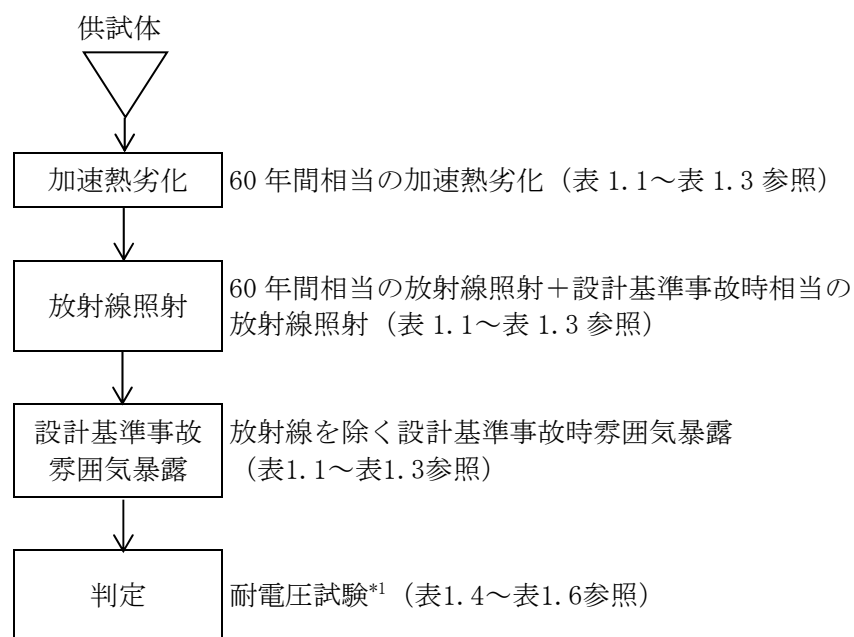 供試体
加速熱劣化
60 年間相当の加速熱劣化（表 1.1～表 1.3 参照）
放射線照射
60 年間相当の放射線照射＋設計基準事故時相当の
放射線照射（表 1.1～表 1.3 参照）
設計基準事故
雰囲気暴露
放射線を除く設計基準事故時雰囲気暴露
（表1.1～表1.3参照）
判定
耐電圧試験*1（表1.4～表1.6参照）